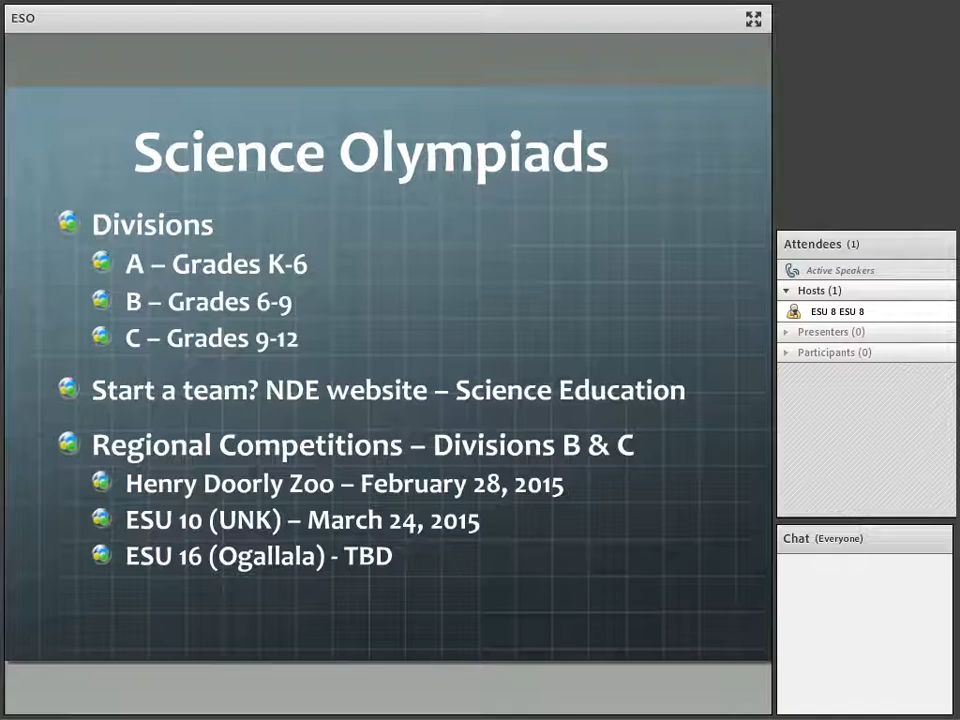 ESO
Science Olympiads
Divisions
A – Grades K-6
B – Grades 6-9
C – Grades 9-12
Start a team? NDE website – Science Education
Regional Competitions – Divisions B & C
Henry Doorly Zoo – February 28, 2015
ESU 10 (UNK) – March 24, 2015
ESU 16 (Ogallala) - TBD
Attendees (1)
Active Speakers
Hosts (1)
ESU 8 ESU 8
Presenters (0)
Participants (0)
Chat (Everyone)